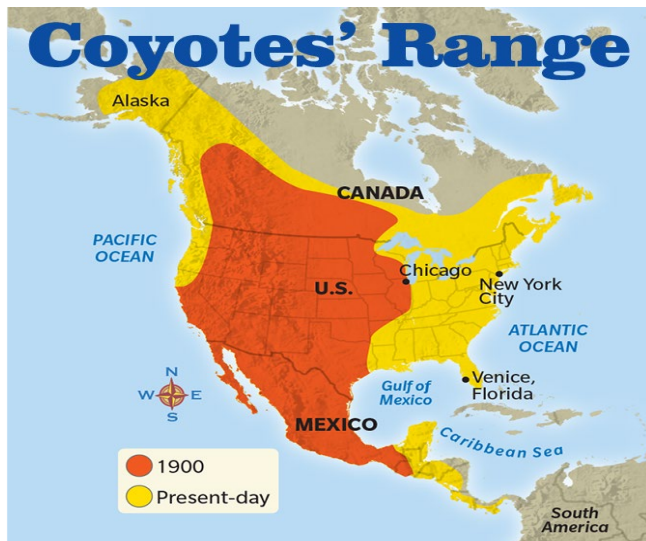 Coyotes' Range
Alaska
CANADA
PACIFIC
OCEAN
Chicago
U.S.
New York
City
ATLANTIC
OCEAN
N
W E
S
Gulf of
Mexico
Venice,
Florida
MEXICO
Caribbean Sea
1900
Present-day
South
America